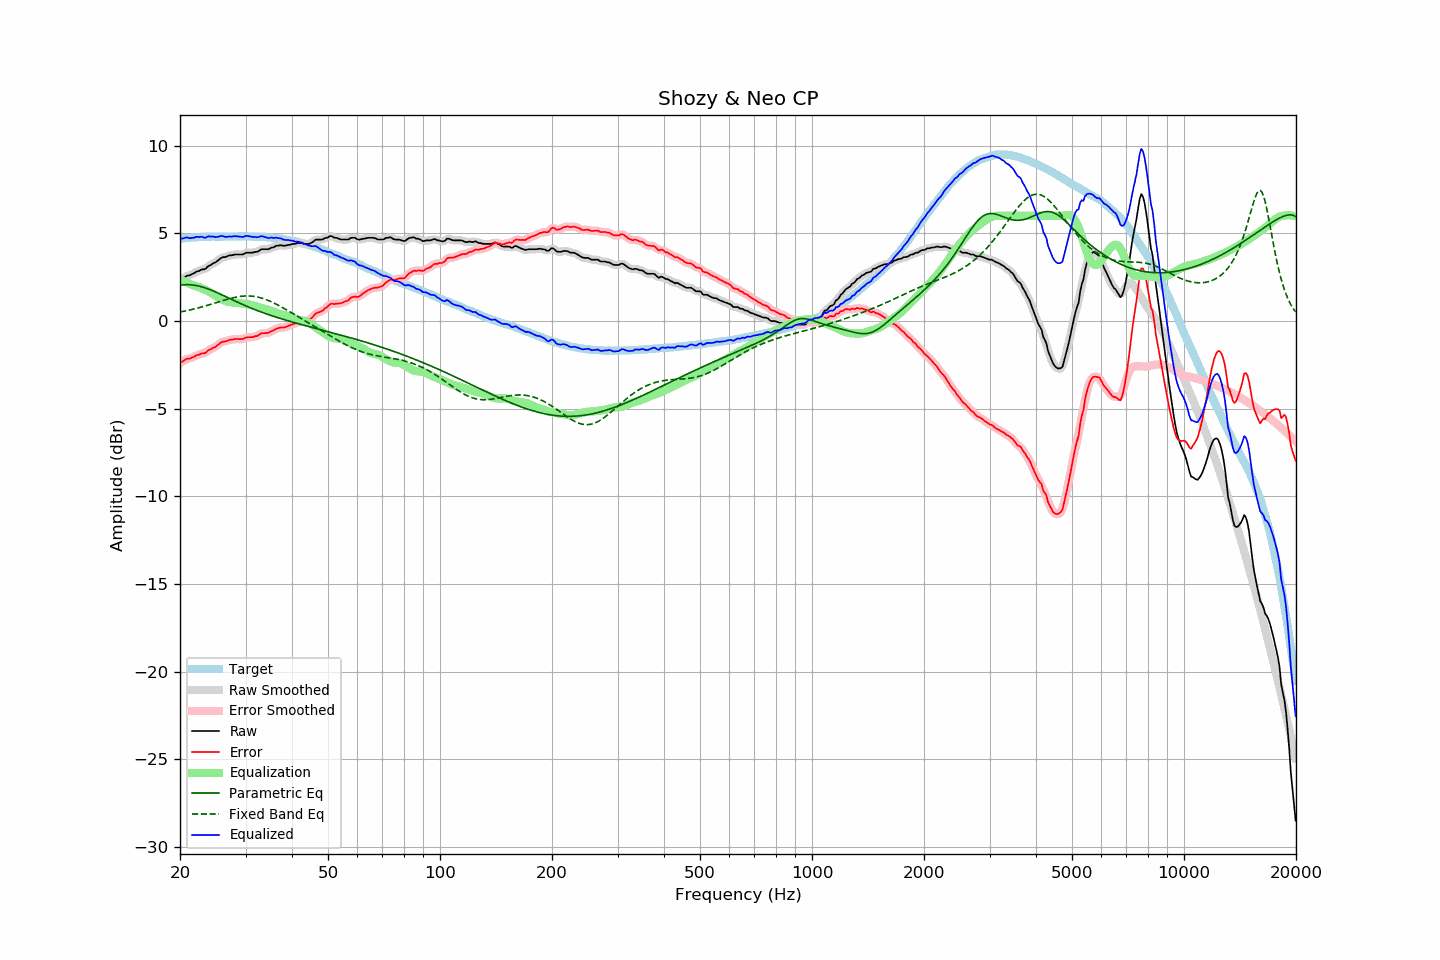 Shozy & Neo CP
Amplitude (dBr)
10
5
0
−5
−10
−15
−20
−25
−30
Target
Raw Smoothed
Error Smoothed
Raw
Error
Equalization
Parametric Eq
Fixed Band Eq
Equalized
20 50 100 200 500 1000 2000 5000 10000 20000
Frequency (Hz)